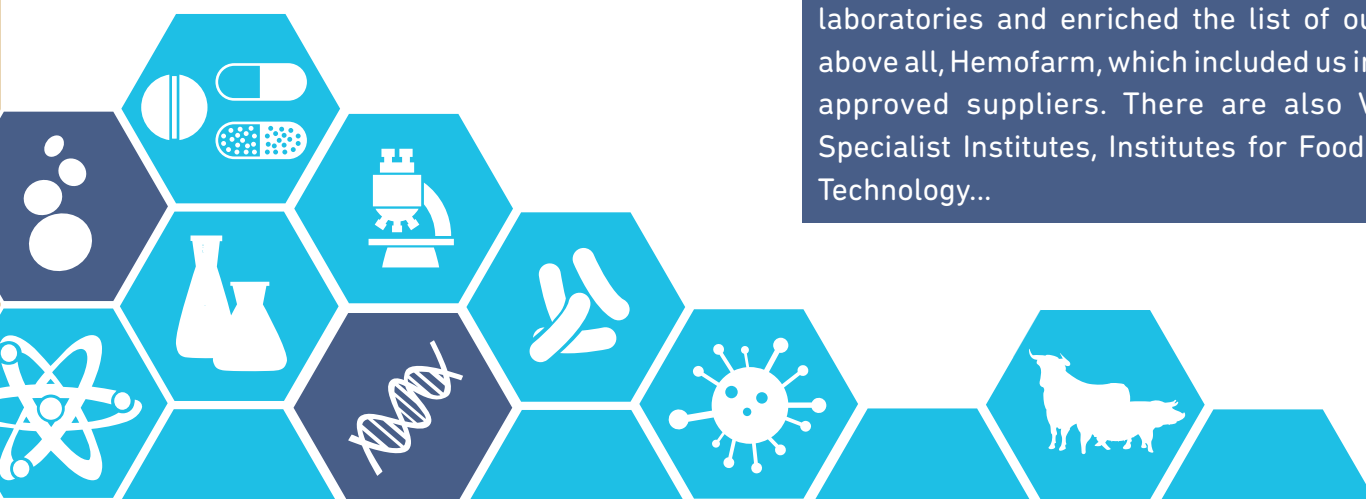 laboratories and enriched the list of
above all, Hemofarm, which included us
approved suppliers. There are also
Specialist Institutes, Institutes for Food
Technology...